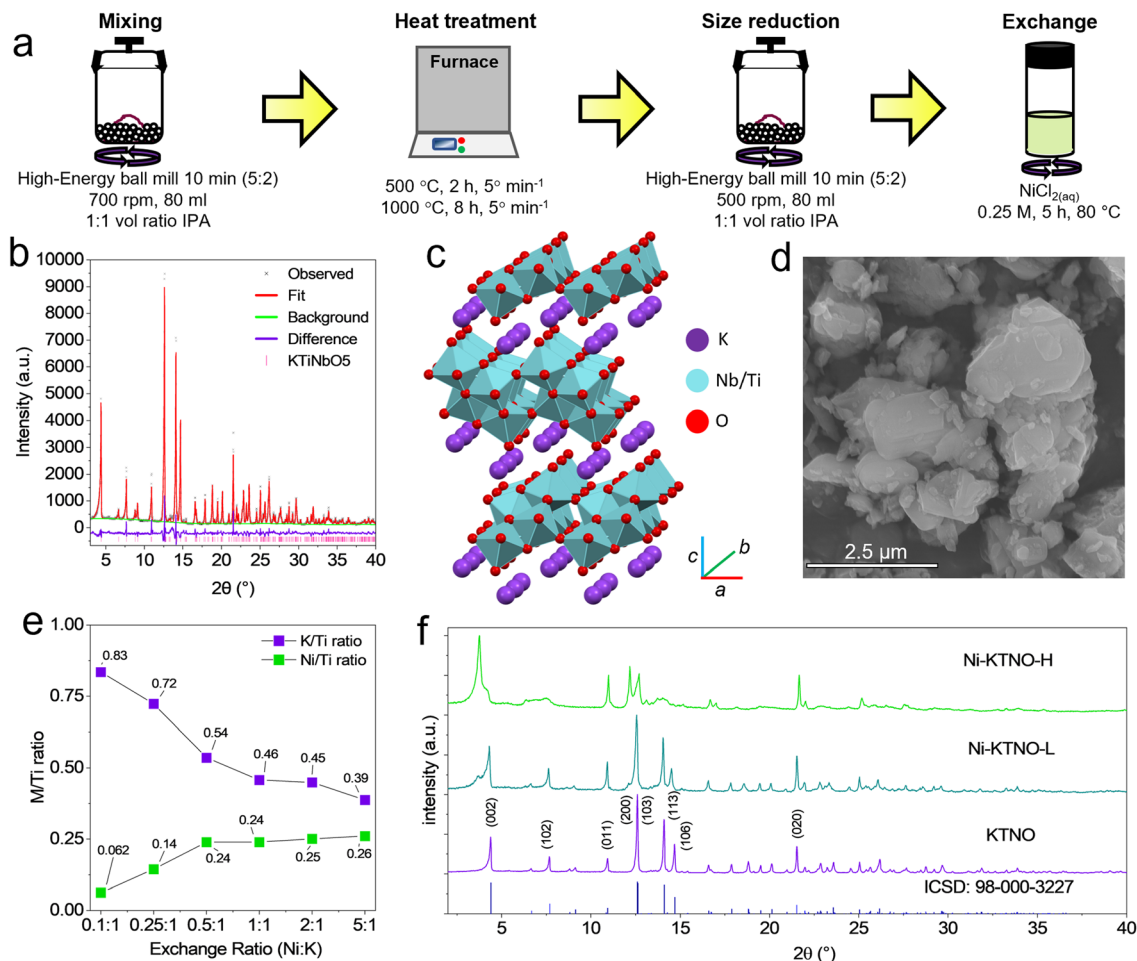 a
Mixing
Heat treatment
Size reduction
Exchange
Furnace
High-Energy ball mill 10 min (5:2)
700 rpm, 80 ml
1:1 vol ratio IPA
500 °C, 2 h, 5° min-1
1000 °C, 8 h, 5° min-1
High-Energy ball mill 10 min (5:2)
500 rpm, 80 ml
1:1 vol ratio IPA
NiCl2(aq)
0.25 M, 5 h, 80 °C
b
10000
9000
8000
7000
6000
5000
4000
3000
2000
1000
0
Intensity (a.u.)
Observed
Fit
Background
Difference
KTiNbO5
5 10 15 20 25 30 35 40
2θ (°)
c
K
Nb/Ti
O
c
b
a
d
2.5 µm
e
1.00
0.75
0.50
0.25
0.00
M/Ti ratio
K/Ti ratio
Ni/Ti ratio
0.83
0.72
0.54
0.46
0.45
0.39
0.062
0.14
0.24
0.24
0.25
0.26
0.1:1 0.25:1 0.5:1 1:1 2:1 5:1
Exchange Ratio (Ni:K)
f
intensity (a.u.)
Ni-KTNO-H
Ni-KTNO-L
KTNO
(002)
(102)
(011)
(200)
(103)
(113)
(106)
(020)
ICSD: 98-000-3227
5 10 15 20 25 30 35 40
2θ (°)